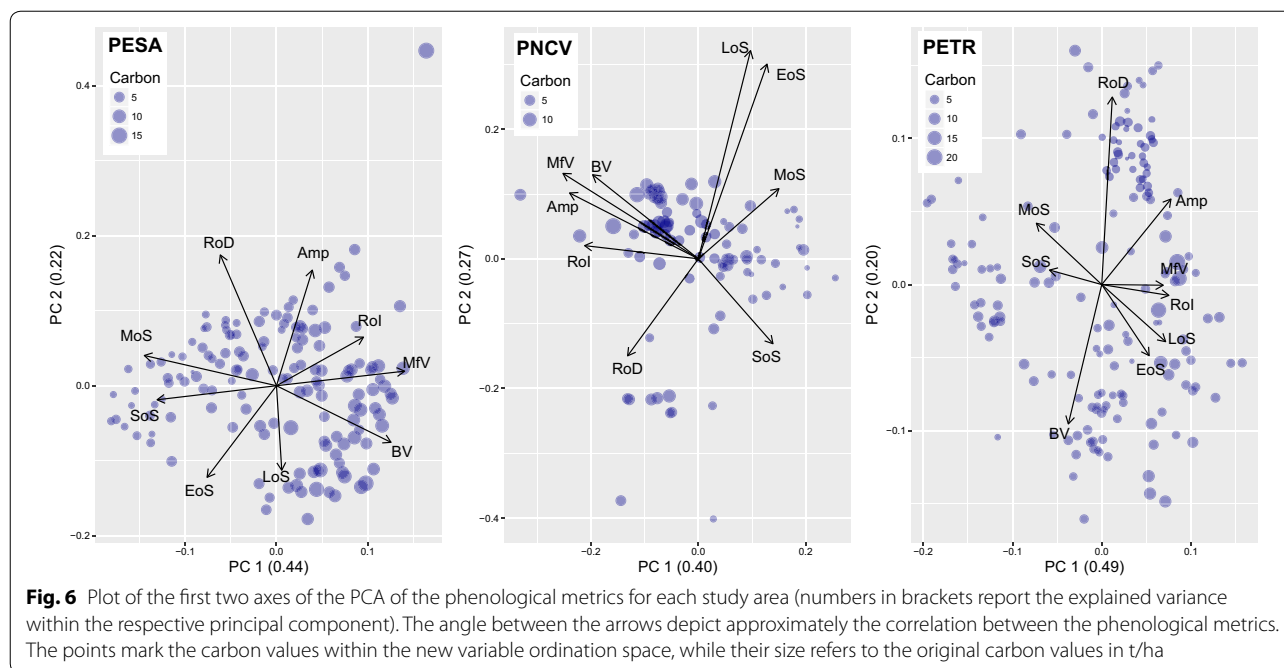 PESA
Carbon
5
10
15
0.4
0.2
0.0
−0.2
−0.1
0.0
0.1
PC 2 (0.22)
PC 1 (0.44)
RoD
Amp
RoI
MoS
MfV
SoS
BV
EoS
LoS
PNCV
Carbon
5
10
0.2
0.0
−0.2
−0.4
−0.2
0.0
0.2
PC 2 (0.27)
PC 1 (0.40)
LoS
EoS
MfV
BV
MoS
Amp
RoI
RoD
SoS
PETR
Carbon
5
10
15
20
0.1
0.0
−0.1
−0.2
−0.1
0.0
0.1
PC 2 (0.20)
PC 1 (0.49)
RoD
Amp
MoS
SoS
MfV
RoI
LoS
EoS
BV
Fig. 6 Plot of the first two axes of the PCA of the phenological metrics for each study area (numbers in brackets report the explained variance
within the respective principal component). The angle between the arrows depict approximately the correlation between the phenological metrics.
The points mark the carbon values within the new variable ordination space, while their size refers to the original carbon values in t/ha